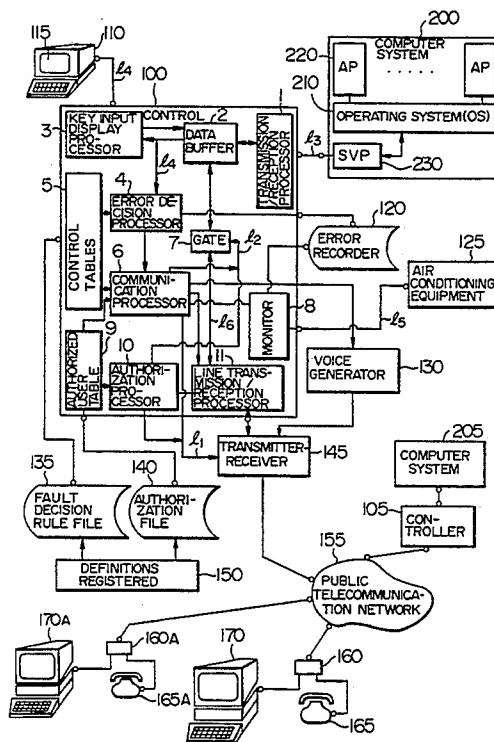 115
110
l4
100
200
220
COMPUTER
SYSTEM
AP
. . . . .
AP
210
OPERATING SYSTEM(OS)
SVP
230
l3
CONTROL
2
1
3
KEY INPUT
DISPLAY
PRO-
CESSOR
DATA
BUFFER
TRANSMISSION
/RECEPTION
PROCESSOR
l4
5
4
ERROR DE-
CISION
PROCESSOR
CONTROL
TABLES
7
GATE
l2
120
ERROR
RECORDER
125
AIR
CONDITIONING
EQUIPMENT
6
COMMUNI-
CATION
PROCESSOR
l6
8
MONITOR
l5
9
AUTHORIZED
USER
TABLE
10
AUTHORIZA-
TION PRO-
CESSOR
11
LINE TRANS-
MISSION/
RECEPTION
PROCESSOR
VOICE
GENERATOR
130
l1
TRANSMITTER-
RECEIVER
145
205
COMPUTER
SYSTEM
105
CON-
TROLLER
135
FAULT
DECISION
RULE FILE
140
AUTHORIZA-
TION FILE
DEFINITIONS
REGISTERED
150
155
PUBLIC
TELECOMMUNICA-
TION NETWORK
170A
160A
165A
170
160
165